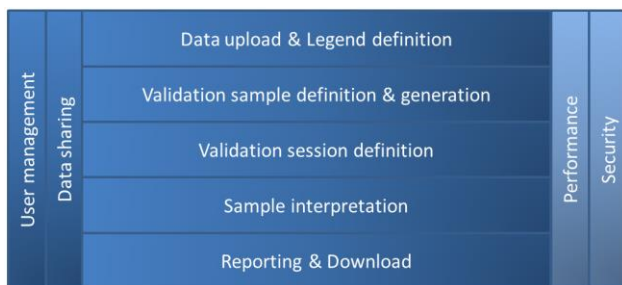 User management
Data sharing
Data upload & Legend definition
Validation sample definition & generation
Validation session definition
Sample interpretation
Reporting & Download
Performance
Security